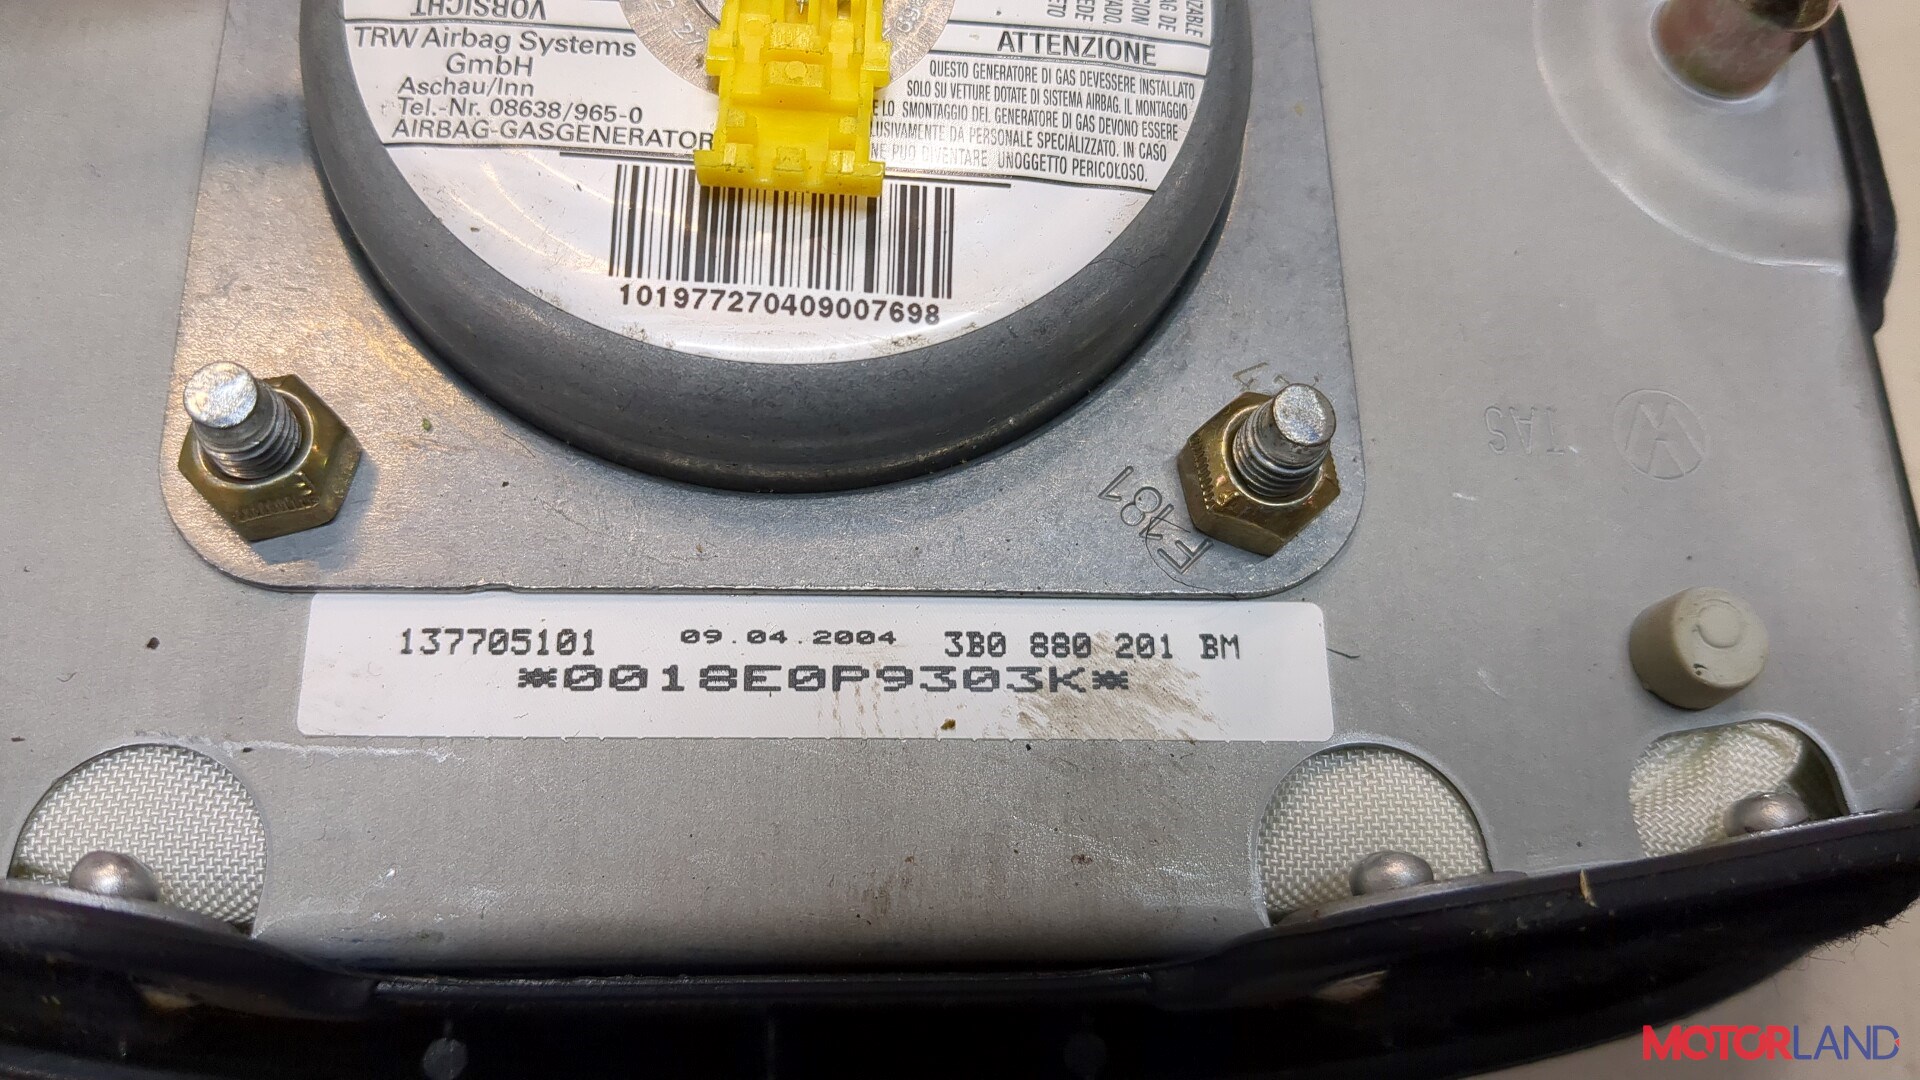 VORSICHT
TRW Airbag Systems
GmbH
Aschau/Inn
Tel.-Nr. 08638/965-0
AIRBAG-GASGENERATOR
ATTENZIONE
QUESTO GENERATORE DI GAS DEVESSERE INSTALLATO
SOLO SU VETTURE DOTATE DI SISTEMA AIRBAG. IL MONTAGGIO
E LO SMONTAGGIO DEL GENERATORE DI GAS DEVONO ESSERE
LUSIVAMENTE DA PERSONALE SPECIALIZZATO. IN CASO
NE PUO DIVENTARE UNOGGETTO PERICOLOSO.
101977270409007698
SAT
F181
137705101 09.04.2004 3B0 880 201 BM
*0018E0P9303K*
MOTORLAND